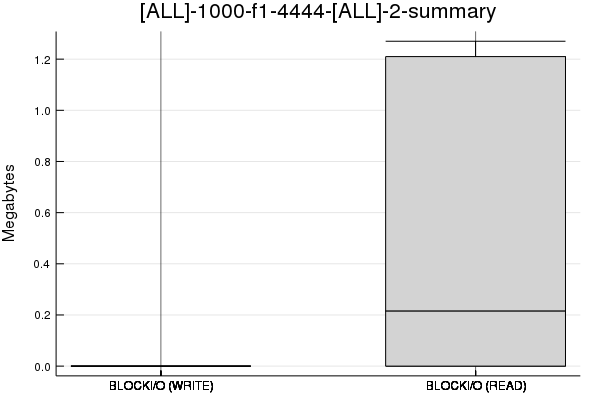 [ALL]-1000-f1-4444-[ALL]-2-summary
Megabytes
1.2
1.0
0.8
0.6
0.4
0.2
0.0
BLOCKI/O (WRITE)
BLOCKI/O (READ)